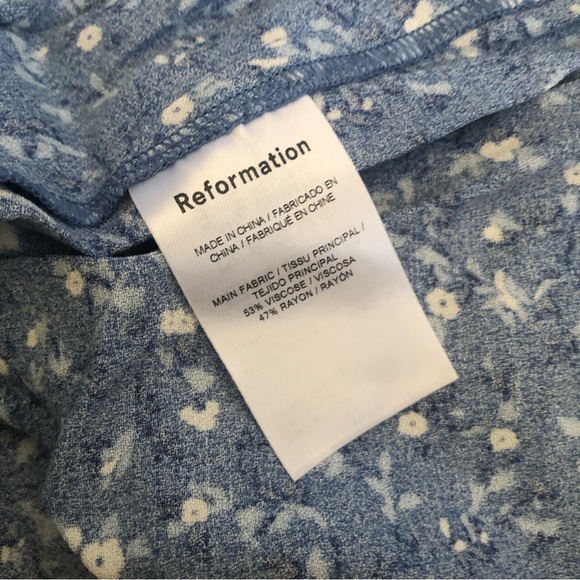 Reformation
MADE IN CHINA / FABRICADO EN
CHINA / FABRIQUÉ EN CHINE
MAIN FABRIC / TISSU PRINCIPAL /
TEJIDO PRINCIPAL
53% VISCOSE / VISCOSA
47% RAYON / RAYÓN